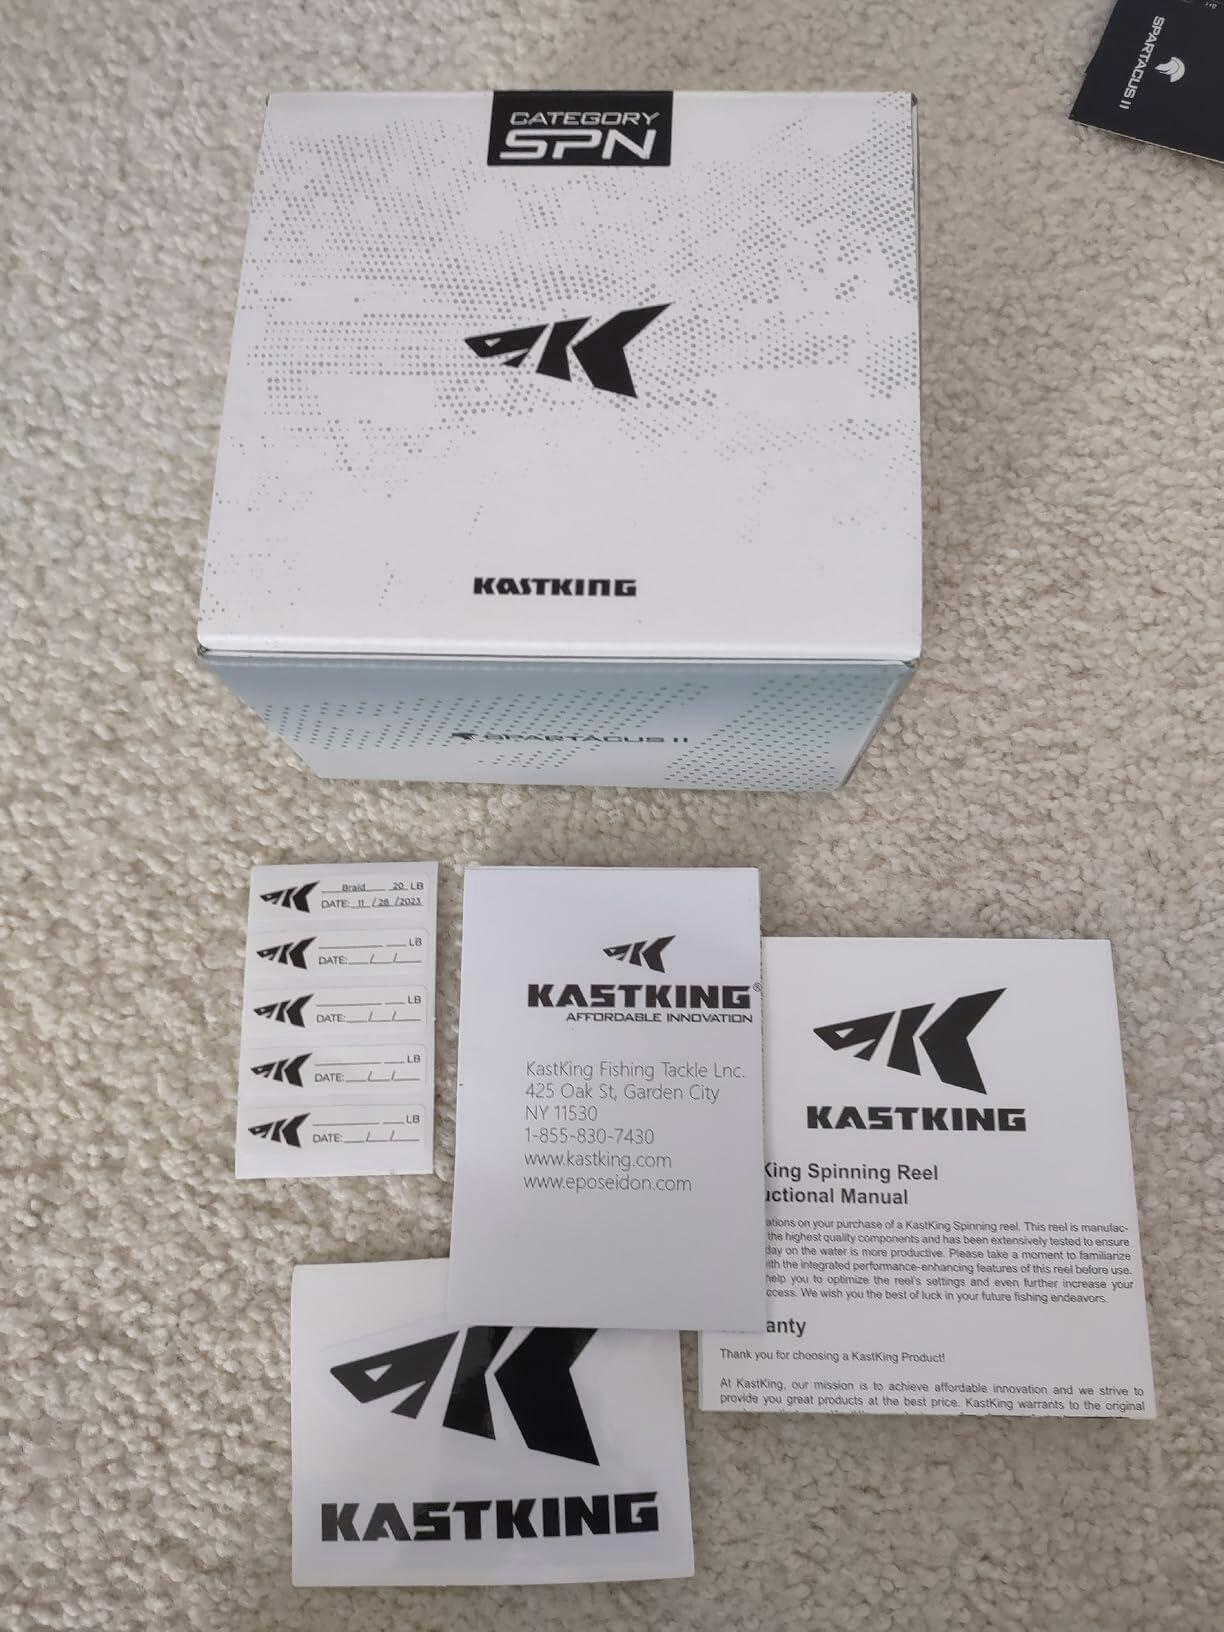 SPARTACUS II
CATEGORY
SPN
KASTKING
SPARTACUS II
Braid 20 LB
DATE: 11 / 28 / 2023
LB
DATE: / /
LB
DATE: / /
LB
DATE: / /
LB
DATE: / /
KASTKING®
AFFORDABLE INNOVATION
KastKing Fishing Tackle Lnc.
425 Oak St, Garden City
NY 11530
1-855-830-7430
www.kastking.com
www.eposeidon.com
KASTKING
King Spinning Reel
uctional Manual
ations on your purchase of a KastKing Spinning reel. This reel is manufac-
the highest quality components and has been extensively tested to ensure
day on the water is more productive. Please take a moment to familiarize
ith the integrated performance-enhancing features of this reel before use.
help you to optimize the reel's settings and even further increase your
ccess. We wish you the best of luck in your future fishing endeavors.
anty
Thank you for choosing a KastKing Product!
At KastKing, our mission is to achieve affordable innovation and we strive to
provide you great products at the best price. KastKing warrants to the original
KASTKING